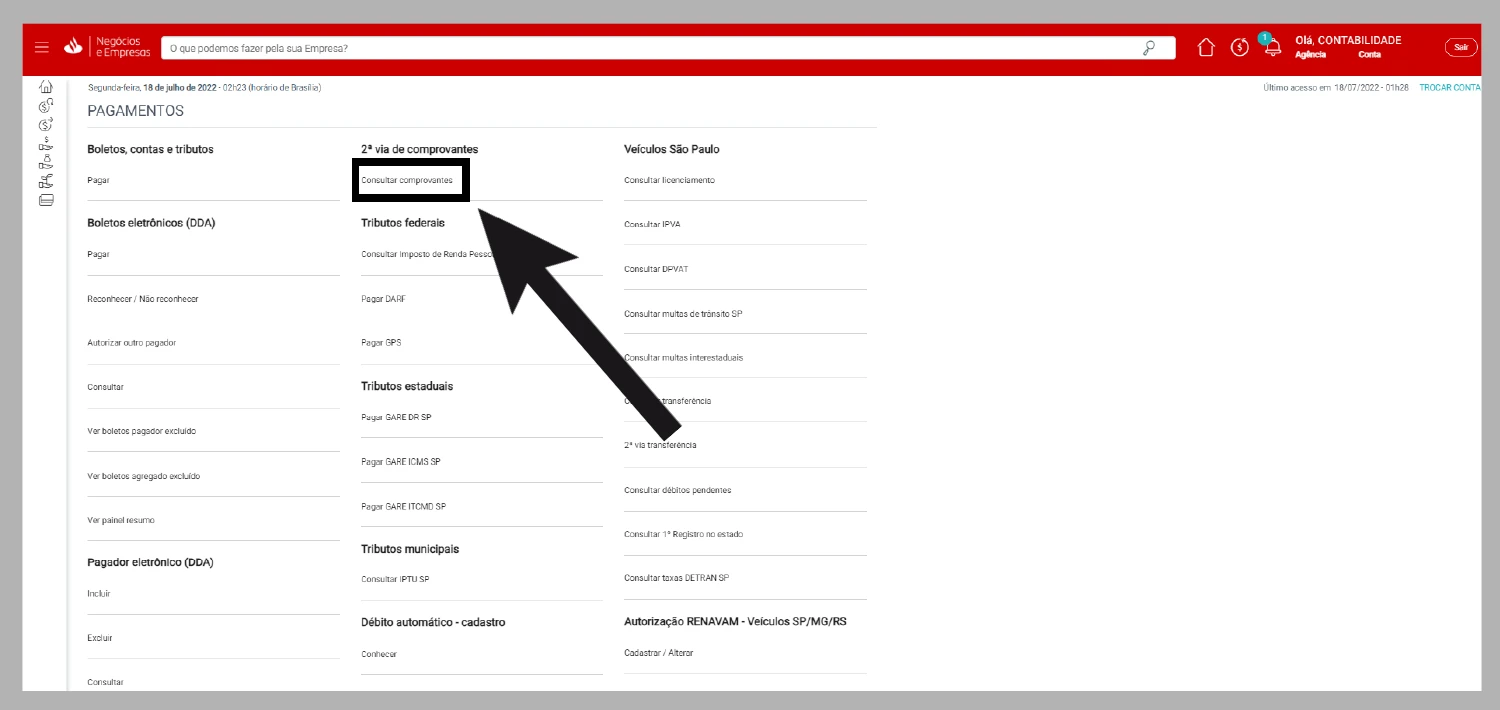 Negócios
e Empresas
O que podemos fazer pela sua Empresa?
1
Olá, CONTABILIDADE
Agência Conta
Sair
Segunda-feira, 18 de julho de 2022 - 02h23 (horário de Brasília)
Último acesso em 18/07/2022 - 01h28 TROCAR CONTA
PAGAMENTOS
Boletos, contas e tributos
Pagar
Boletos eletrônicos (DDA)
Pagar
Reconhecer / Não reconhecer
Autorizar outro pagador
Consultar
Ver boletos pagador excluído
Ver boletos agregado excluído
Ver painel resumo
Pagador eletrônico (DDA)
Incluir
Excluir
Consultar
2ª via de comprovantes
Consultar comprovantes
Tributos federais
Consultar Imposto de Renda
Pagar DARF
Pagar GPS
Tributos estaduais
Pagar GARE DR SP
Pagar GARE ICMS SP
Pagar GARE ITCMD SP
Tributos municipais
Consultar IPTU SP
Débito automático - cadastro
Conhecer
Veículos São Paulo
Consultar licenciamento
Consultar IPVA
Consultar DPVAT
Consultar multas de trânsito SP
Consultar multas interestaduais
transferência
2ª via transferência
Consultar débitos pendentes
Consultar 1º Registro no estado
Consultar taxas DETRAN SP
Autorização RENAVAM - Veículos SP/MG/RS
Cadastrar / Alterar